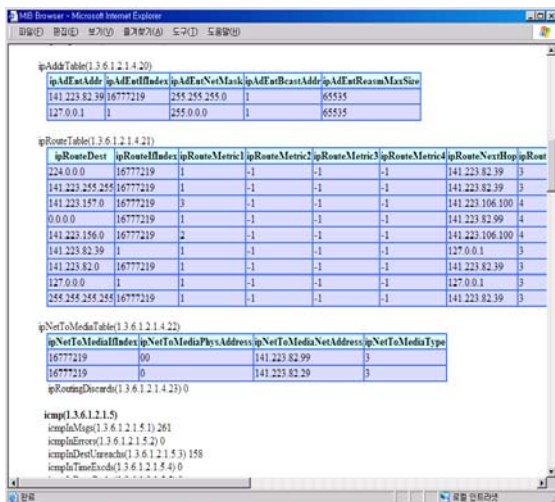 MIB Browser - Microsoft Internet Explorer
파일(F) 편집(E) 보기(V) 즐겨찾기(A) 도구(T) 도움말(H)
ipAddrTable(1.3.6.1.2.1.4.20)
ipAdEntAddr ipAdEntIfIndex ipAdEntNetMask ipAdEntBcastAddr ipAdEntReasmMaxSize
141.223.82.39 16777219 255.255.255.0 1 65535
127.0.0.1 1 255.0.0.0 1 65535
ipRouteTable(1.3.6.1.2.1.4.21)
ipRouteDest ipRouteIfIndex ipRouteMetric1 ipRouteMetric2 ipRouteMetric3 ipRouteMetric4 ipRouteNextHop ipRout
224.0.0.0 16777219 1 -1 -1 -1 141.223.82.39 3
141.223.255.255 16777219 1 -1 -1 -1 141.223.82.39 3
141.223.157.0 16777219 3 -1 -1 -1 141.223.106.100 4
0.0.0.0 16777219 1 -1 -1 -1 141.223.82.99 4
141.223.156.0 16777219 2 -1 -1 -1 141.223.106.100 4
141.223.82.39 1 1 -1 -1 -1 127.0.0.1 3
141.223.82.0 16777219 1 -1 -1 -1 141.223.82.39 3
127.0.0.0 1 1 -1 -1 -1 127.0.0.1 3
255.255.255.255 16777219 1 -1 -1 -1 141.223.82.39 3
ipNetToMediaTable(1.3.6.1.2.1.4.22)
ipNetToMediaIfIndex ipNetToMediaPhysAddress ipNetToMediaNetAddress ipNetToMediaType
16777219 00 141.223.82.99 3
16777219 0 141.223.82.29 3
ipRoutingDiscards(1.3.6.1.2.1.4.23) 0
icmp(1.3.6.1.2.1.5)
icmpInMsgs(1.3.6.1.2.1.5.1) 261
icmpInErrors(1.3.6.1.2.1.5.2) 0
icmpInDestUnreachs(1.3.6.1.2.1.5.3) 158
icmpInTimeExcds(1.3.6.1.2.1.5.4) 0
완료 로컬 인트라넷